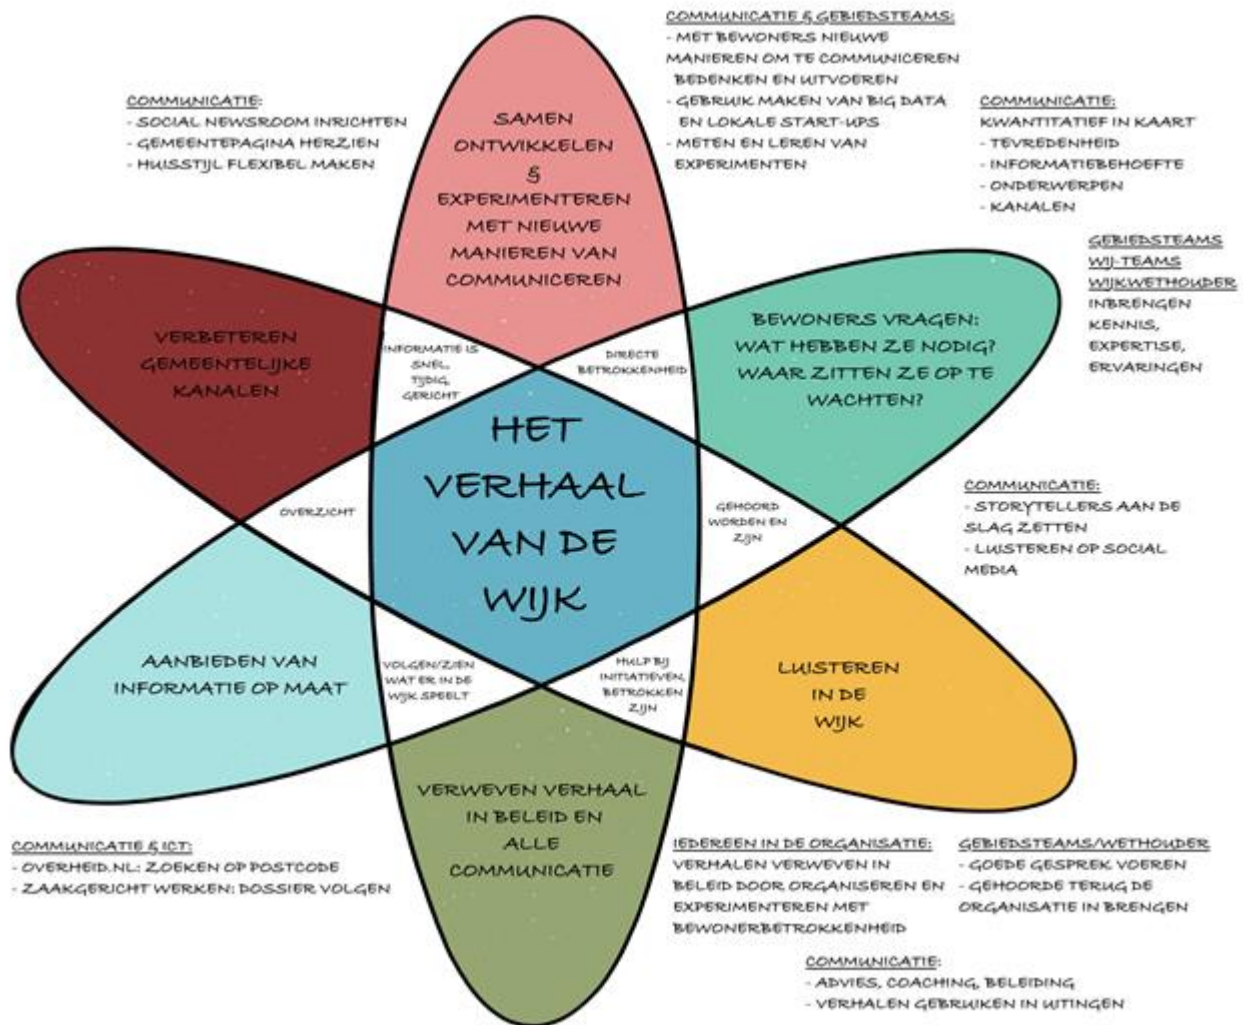 COMMUNICATIE & GEBIEDSTEAMS:
- MET BEWONERS NIEUWE
MANIEREN OM TE COMMUNICEREN
BEDENKEN EN UITVOEREN
- GEBRUIK MAKEN VAN BIG DATA
EN LOKALE START-UPS
- METEN EN LEREN VAN
EXPERIMENTEN
COMMUNICATIE:
- SOCIAL NEWSROOM INRICHTEN
- GEMEENTEPAGINA HERZIEN
- HUISSTIJL FLEXIBEL MAKEN
SAMEN
ONTWIKKELEN
&
EXPERIMENTEREN
MET NIEUWE
MANIEREN VAN
COMMUNICEREN
COMMUNICATIE:
KWANTITATIEF IN KAART
- TEVREDENHEID
- INFORMATIEBEHOEFTE
- ONDERWERPEN
- KANALEN
GEBIEDSTEAMS
WIJ-TEAMS
WIJKWETHOUDER
INBRENGEN
KENNIS,
EXPERTISE,
ERVARINGEN
VERBETEREN
GEMEENTELIJKE
KANALEN
INFORMATIE IS
SNEL,
TIJDIG,
GERICHT
DIRECTE
BETROKKENHEID
BEWONERS VRAGEN:
WAT HEBBEN ZE NODIG?
WAAR ZITTEN ZE OP TE
WACHTEN?
HET
VERHAAL
VAN DE
WIJK
OVERZICHT
GEHOORD
WORDEN EN
ZIJN
COMMUNICATIE:
- STORYTELLERS AAN DE
SLAG ZETTEN
- LUISTEREN OP SOCIAL
MEDIA
AANBIEDEN VAN
INFORMATIE OP MAAT
VOLGEN/ZIEN
WAT ER IN DE
WIJK SPEELT
HULP BIJ
INITIATIEVEN,
BETROKKEN
ZIJN
LUISTEREN
IN DE
WIJK
VERWEVEN VERHAAL
IN BELEID EN
ALLE
COMMUNICATIE
COMMUNICATIE & ICT:
- OVERHEID.NL: ZOEKEN OP POSTCODE
- ZAAKGERICHT WERKEN: DOSSIER VOLGEN
IEDEREEN IN DE ORGANISATIE:
VERHALEN VERWEVEN IN
BELEID DOOR ORGANISEREN EN
EXPERIMENTEREN MET
BEWONERBETROKKENHEID
GEBIEDSTEAMS/WETHOUDER
- GOEDE GESPREK VOEREN
- GEHOORDE TERUG DE
ORGANISATIE IN BRENGEN
COMMUNICATIE:
- ADVIES, COACHING, BELEIDING
- VERHALEN GEBRUIKEN IN UITINGEN